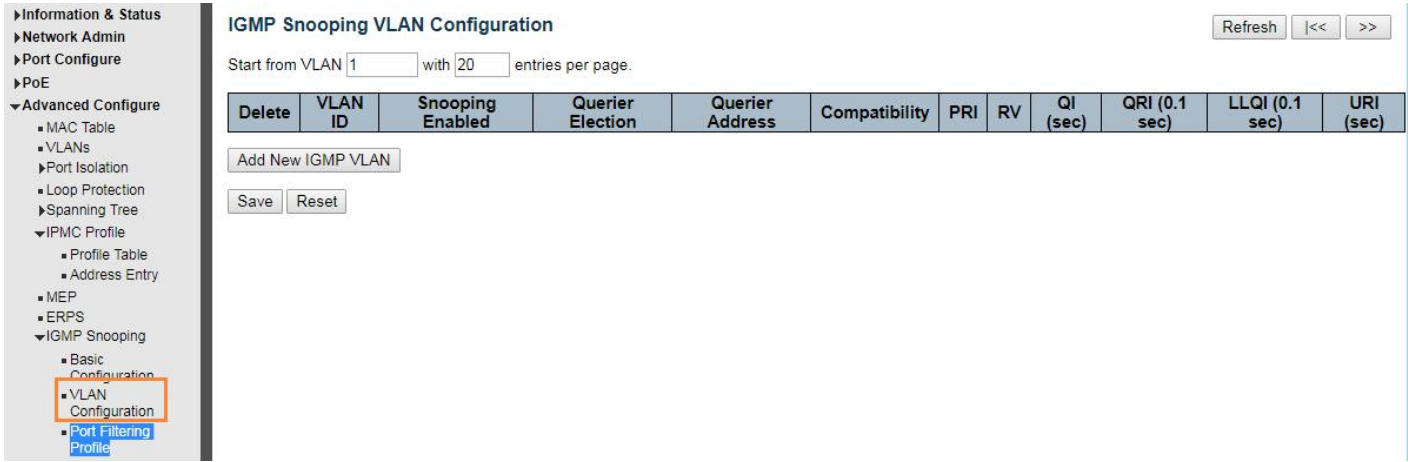 Information & Status
Network Admin
Port Configure
PoE
Advanced Configure
MAC Table
VLANs
Port Isolation
Loop Protection
Spanning Tree
IPMC Profile
Profile Table
Address Entry
MEP
ERPS
IGMP Snooping
Basic
Configuration
VLAN
Configuration
Port Filtering
Profile
IGMP Snooping VLAN Configuration
Refresh |<< >>
Start from VLAN 1 with 20 entries per page.
Delete VLAN ID Snooping Enabled Querier Election Querier Address Compatibility PRI RV QI (sec) QRI (0.1 sec) LLQI (0.1 sec) URI (sec)
Add New IGMP VLAN
Save Reset